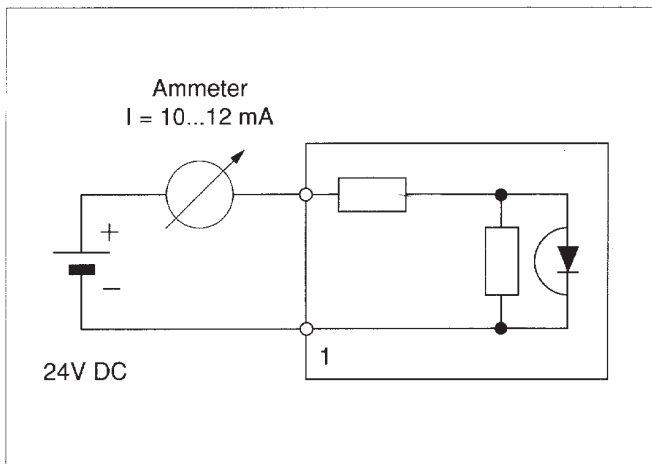 Ammeter
I = 10...12 mA
+
–
1
24V DC